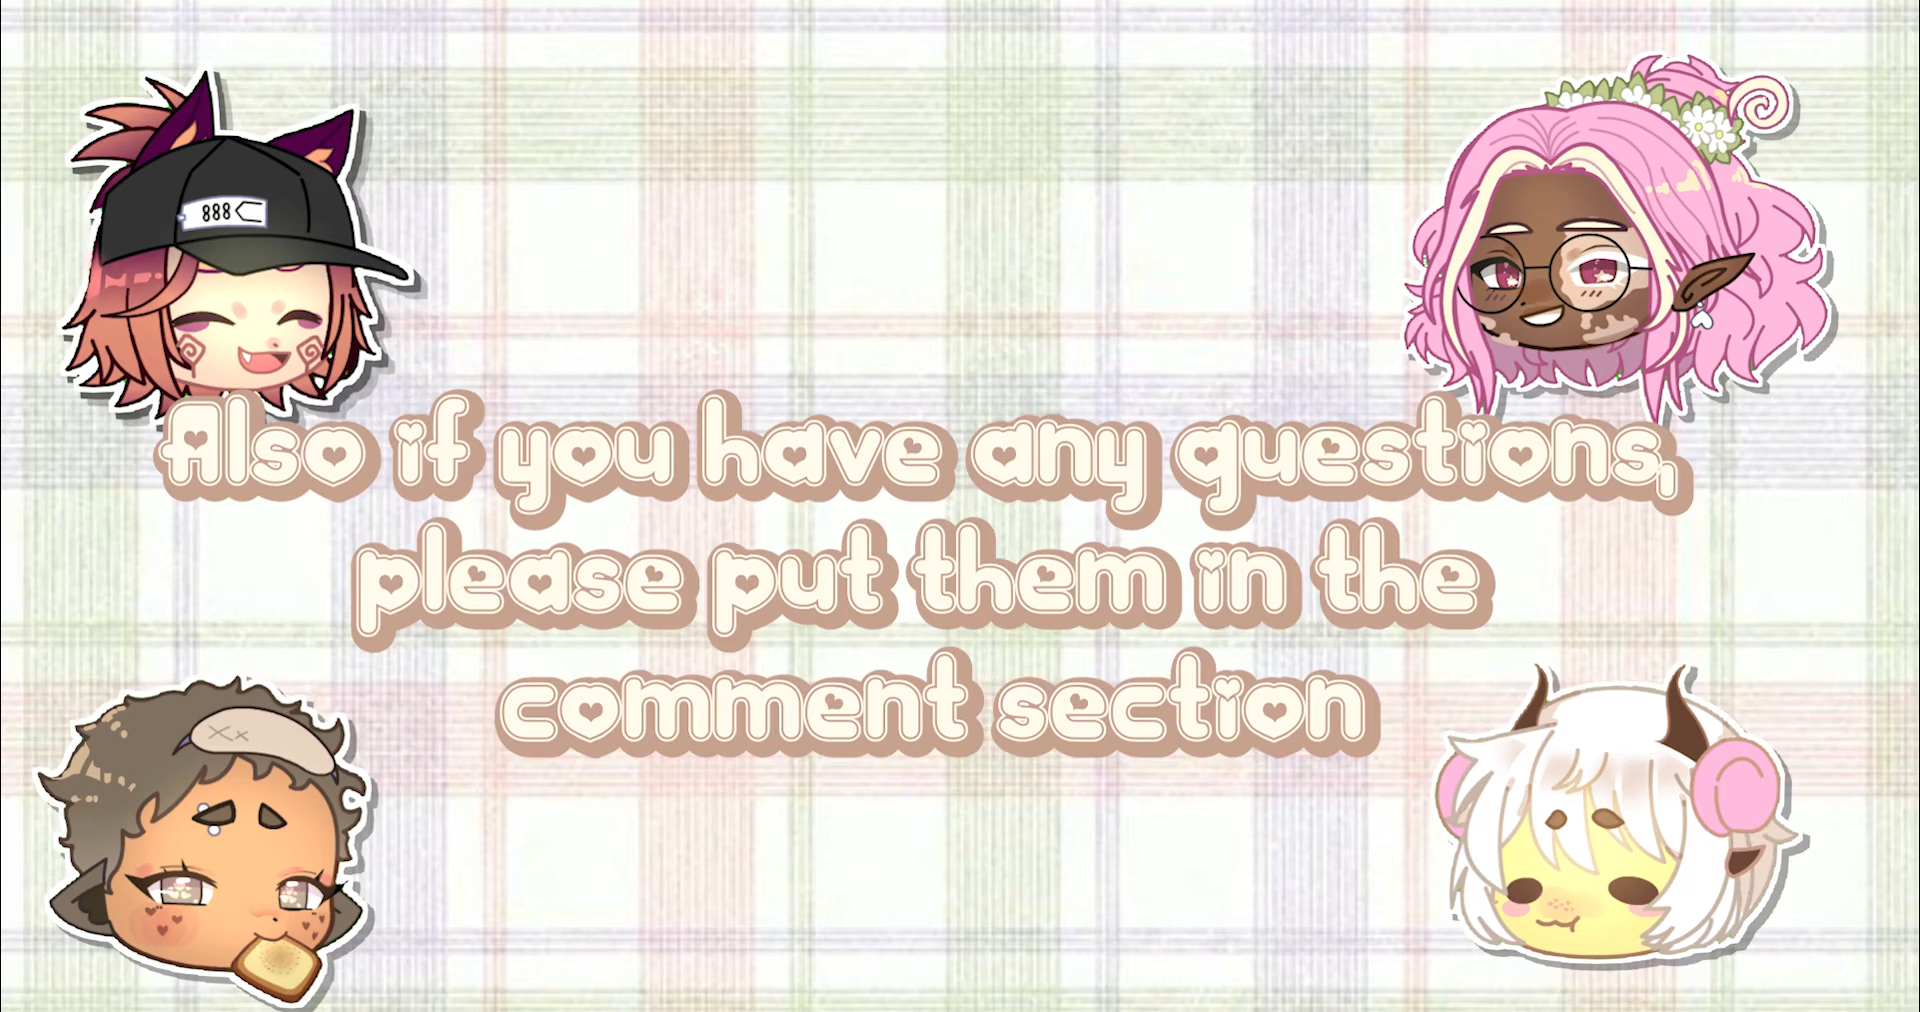 888
Also if you have any questions,
please put them in the
comment section